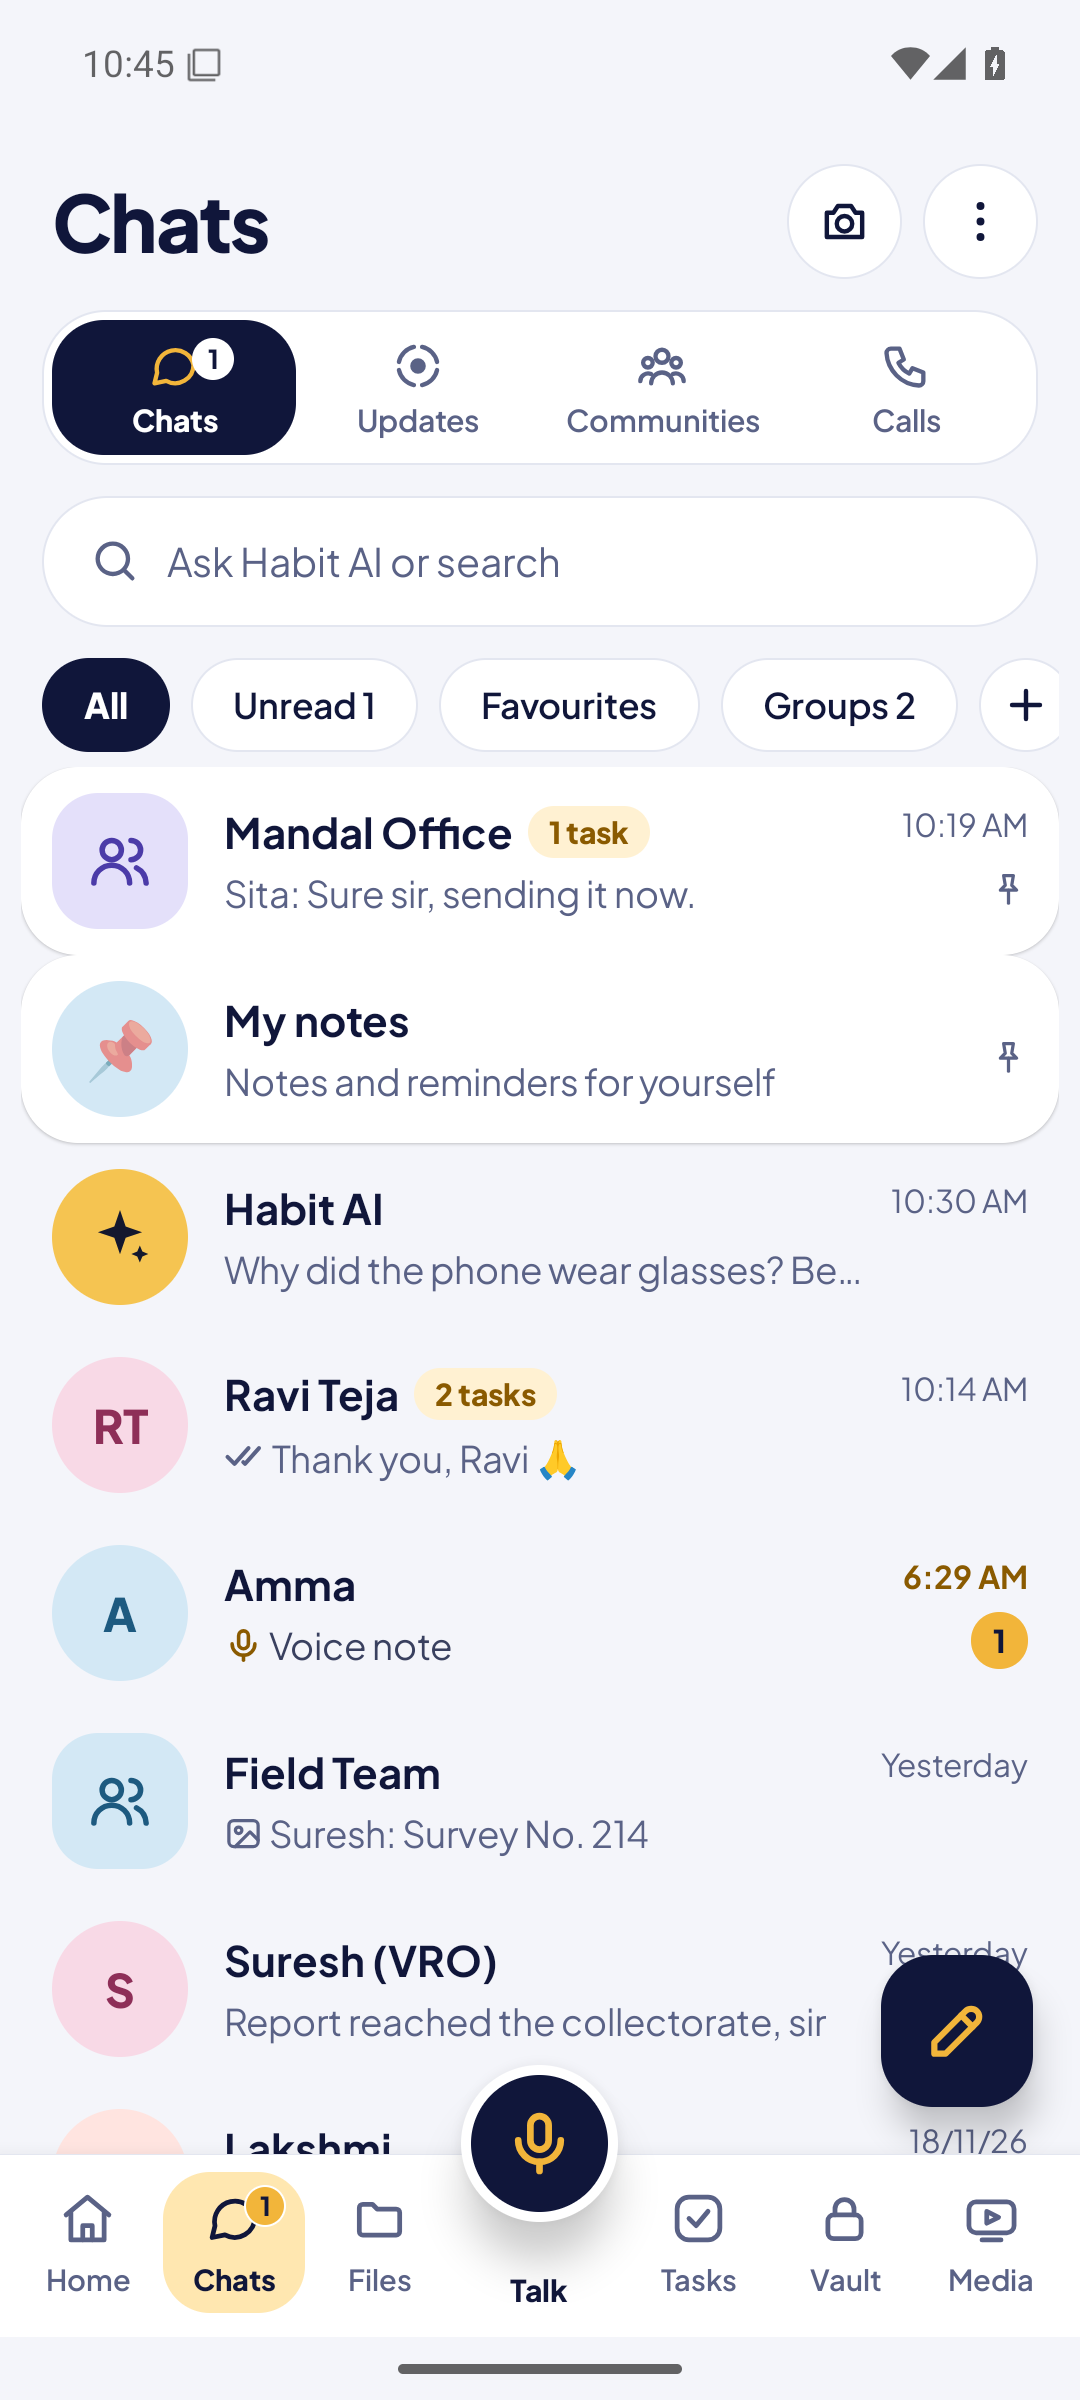 10:45
Chats
1
Chats
Updates
Communities
Calls
Ask Habit AI or search
All
Unread 1
Favourites
Groups 2
Mandal Office
1 task
10:19 AM
Sita: Sure sir, sending it now.
My notes
Notes and reminders for yourself
Habit AI
10:30 AM
Why did the phone wear glasses? Be...
RT
Ravi Teja
2 tasks
10:14 AM
Thank you, Ravi 🙏
A
Amma
6:29 AM
Voice note
1
Field Team
Yesterday
Suresh: Survey No. 214
S
Suresh (VRO)
Yesterday
Report reached the collectorate, sir
Lakshmi
18/11/26
1
Home
Chats
Files
Talk
Tasks
Vault
Media